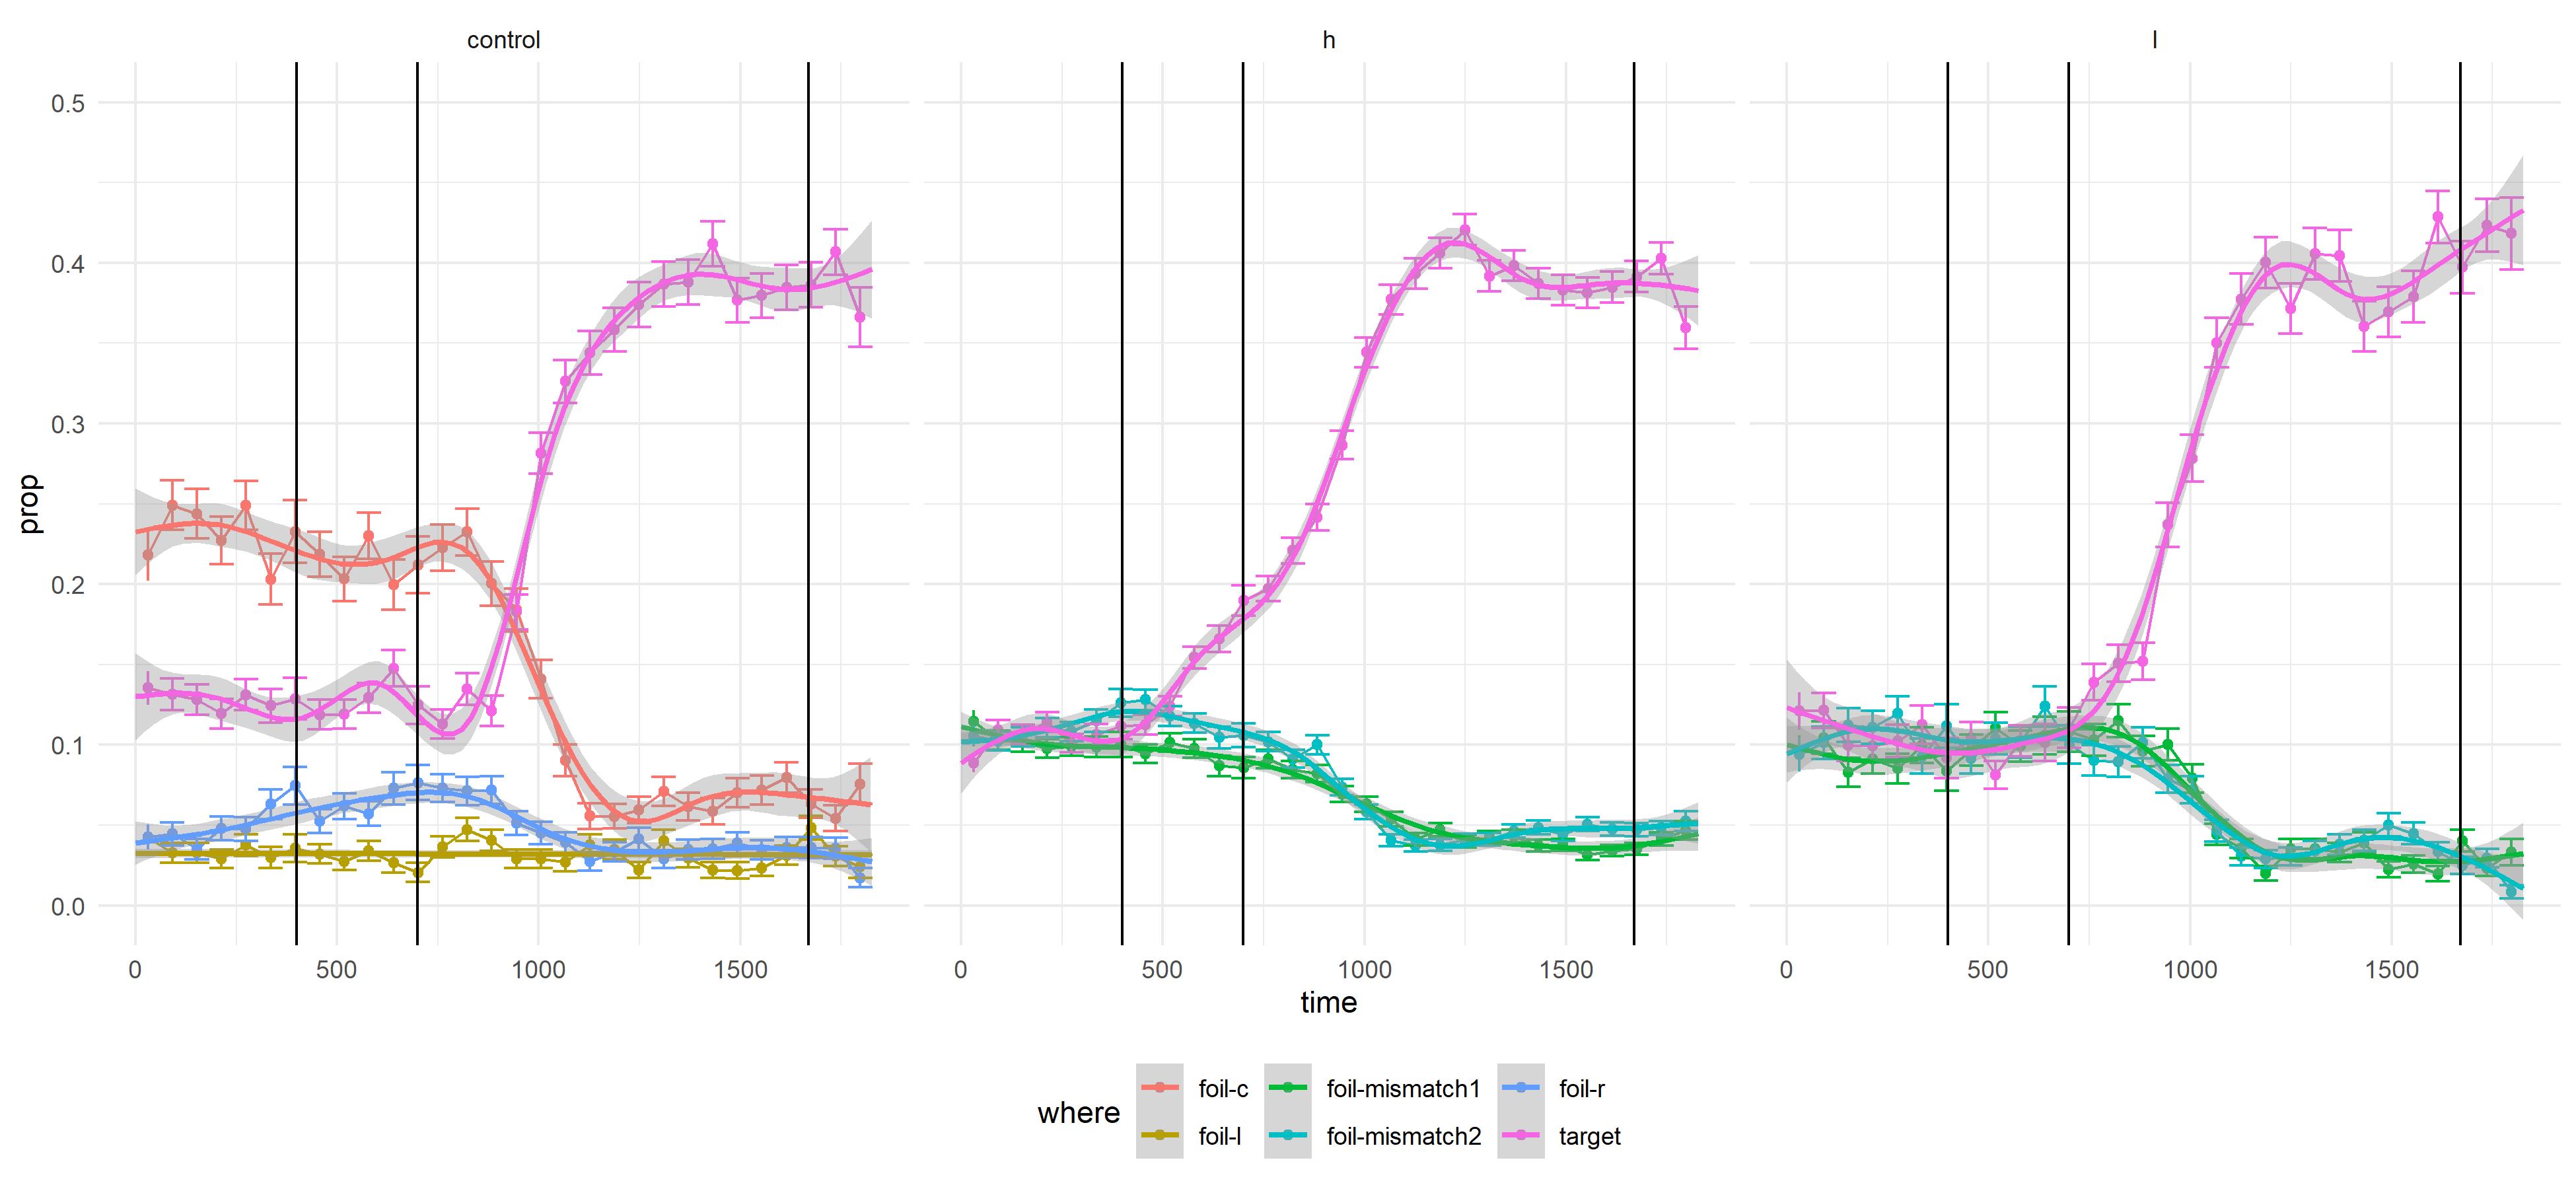 control h l
0.5
0.4
0.3
0.2
0.1
0.0
prop
0 500 1000 1500 0 500 1000 1500 0 500 1000 1500
time
where
foil-c foil-mismatch1 foil-r
foil-l foil-mismatch2 target